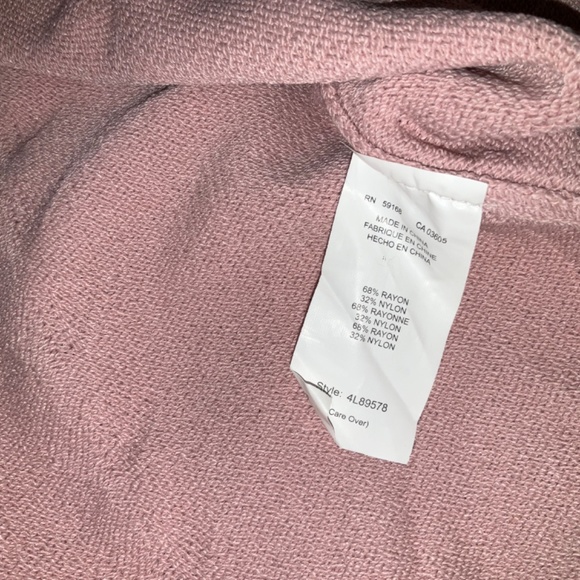 RN 59168 CA 03605
MADE IN CHINA
FABRIQUE EN CHINE
HECHO EN CHINA
68% RAYON
32% NYLON
68% RAYONNE
32% NYLON
68% RAYON
32% NYLON
Style: 4L89578
Care Over)